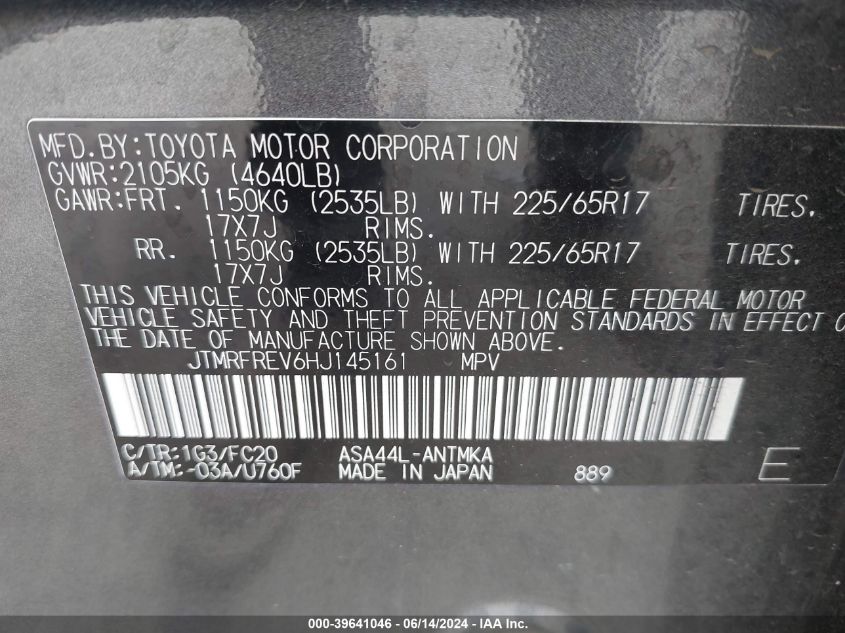 MFD.BY:TOYOTA MOTOR CORPORATION
GVWR:2105KG (4640LB)
GAWR:FRT. 1150KG (2535LB) WITH 225/65R17 TIRES.
17X7J RIMS.
RR. 1150KG (2535LB) WITH 225/65R17 TIRES.
17X7J RIMS.
THIS VEHICLE CONFORMS TO ALL APPLICABLE FEDERAL MOTOR
VEHICLE SAFETY AND THEFT PREVENTION STANDARDS IN EFFECT O
THE DATE OF MANUFACTURE SHOWN ABOVE.
JTMRFREV6HJ145161 MPV
C/TR:1G3/FC20 ASA44L-ANTMKA
A/TM:-03A/U760F MADE IN JAPAN 889 E
000-39641046 - 06/14/2024 - IAA Inc.